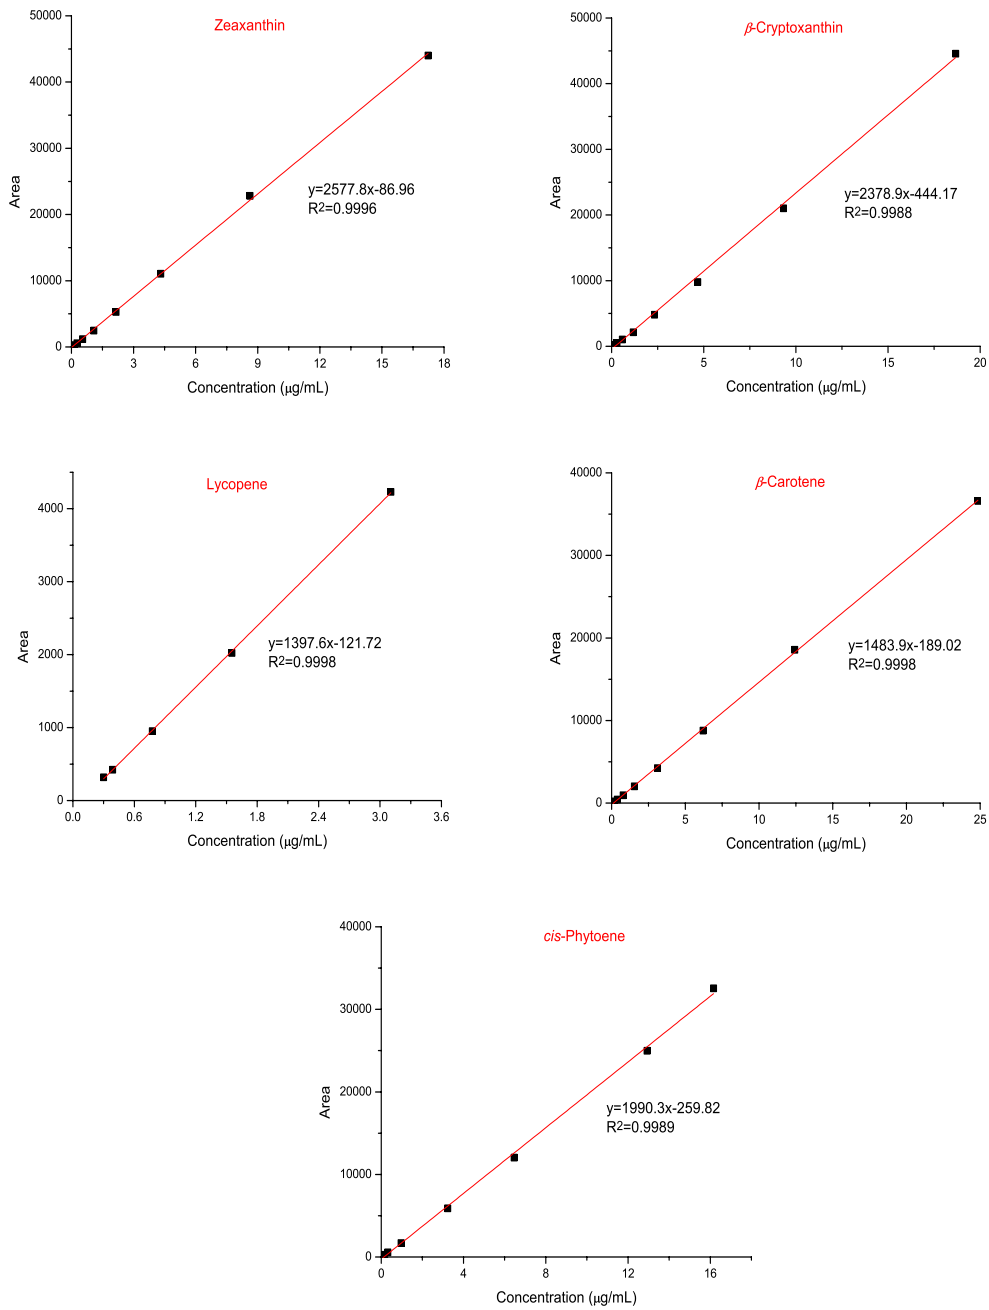 Zeaxanthin
50000
40000
30000
20000
10000
0
Area
y=2577.8x-86.96
R2=0.9996
0 3 6 9 12 15 18
Concentration (μg/mL)
β-Cryptoxanthin
50000
40000
30000
20000
10000
0
Area
y=2378.9x-444.17
R2=0.9988
0 5 10 15 20
Concentration (μg/mL)
Lycopene
4000
3000
2000
1000
0
Area
y=1397.6x-121.72
R2=0.9998
0.0 0.6 1.2 1.8 2.4 3.0 3.6
Concentration (μg/mL)
β-Carotene
40000
30000
20000
10000
0
Area
y=1483.9x-189.02
R2=0.9998
0 5 10 15 20 25
Concentration (μg/mL)
cis-Phytoene
40000
30000
20000
10000
0
Area
y=1990.3x-259.82
R2=0.9989
0 4 8 12 16
Concentration (μg/mL)